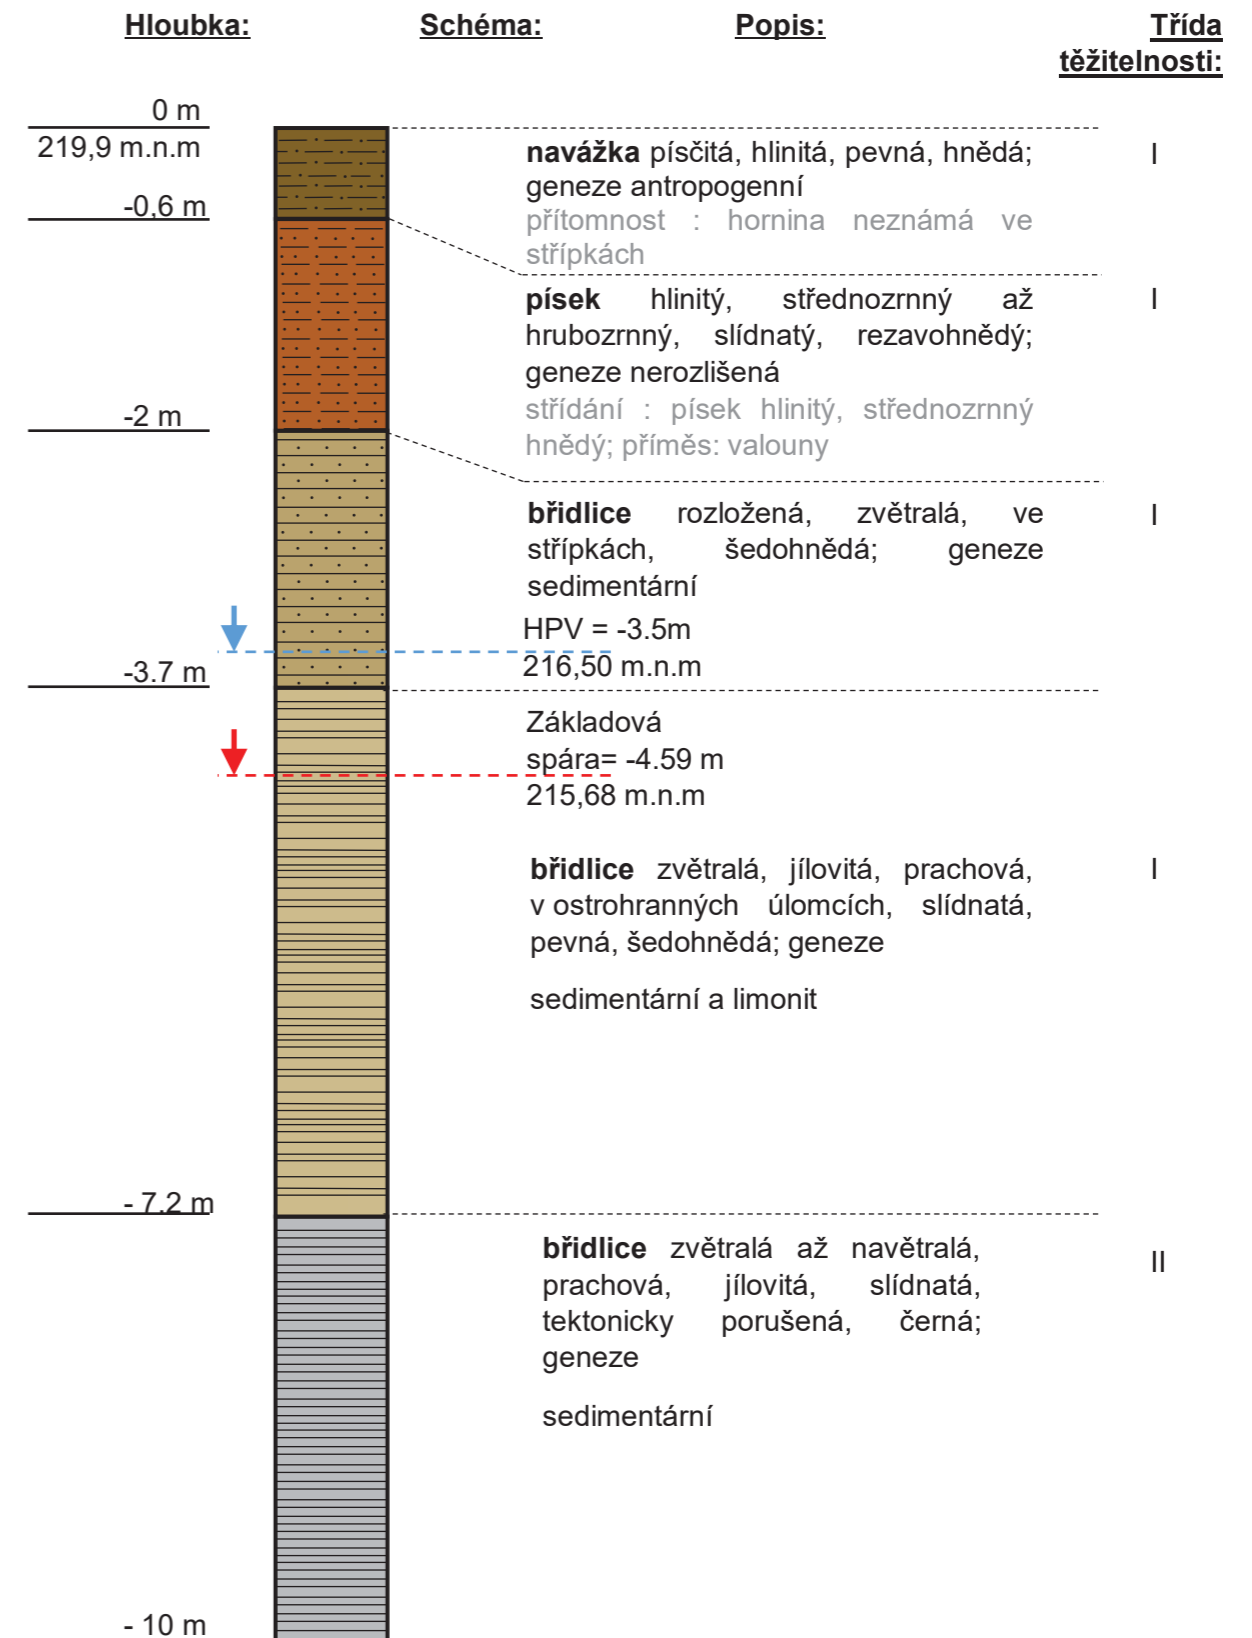 Hloubka: Schéma: Popis: Třída
těžitelnosti:
0 m
219,9 m.n.m
navážka písčitá, hlinitá, pevná, hnědá; I
geneze antropogenní
-0,6 m
přítomnost : hornina neznámá ve
střípkách
písek hlinitý, střednozrnný až I
hrubozrnný, slídnatý, rezavohnědý;
geneze nerozlišená
-2 m
střídání : písek hlinitý, střednozrnný
hnědý; příměs: valouny
břidlice rozložená, zvětralá, ve I
střípkách, šedohnědá; geneze
sedimentární
HPV = -3.5m
-3.7 m
216,50 m.n.m
Základová
spára= -4.59 m
215,68 m.n.m
břidlice zvětralá, jílovitá, prachová, I
v ostrohranných úlomcích, slídnatá,
pevná, šedohnědá; geneze
sedimentární a limonit
- 7.2 m
břidlice zvětralá až navětralá, II
prachová, jílovitá, slídnatá,
tektonicky porušená, černá;
geneze
sedimentární
- 10 m